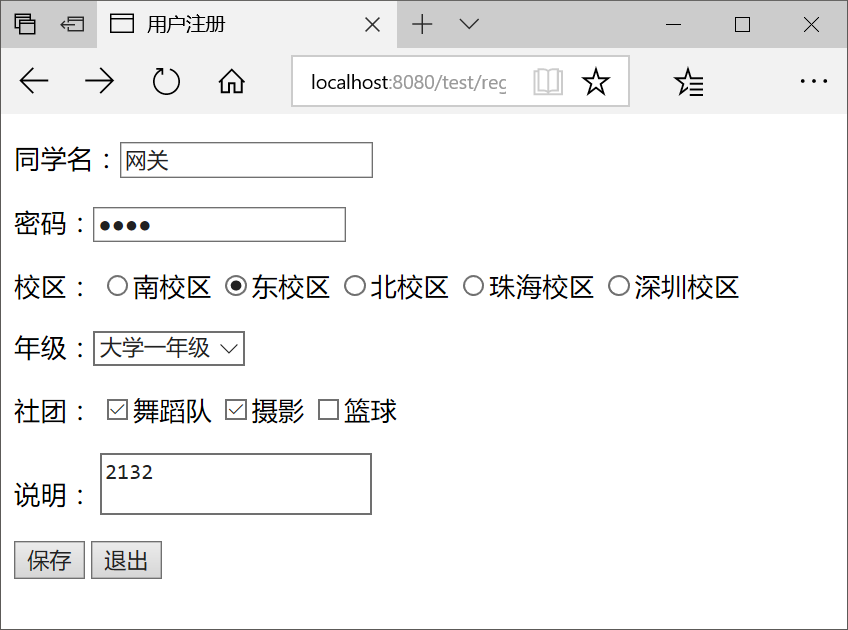 用户注册
localhost:8080/test/reg
同学名：网关
密码：●●●●
校区： 南校区 东校区 北校区 珠海校区 深圳校区
年级：大学一年级
社团： 舞蹈队 摄影 篮球
说明： 2132
保存 退出